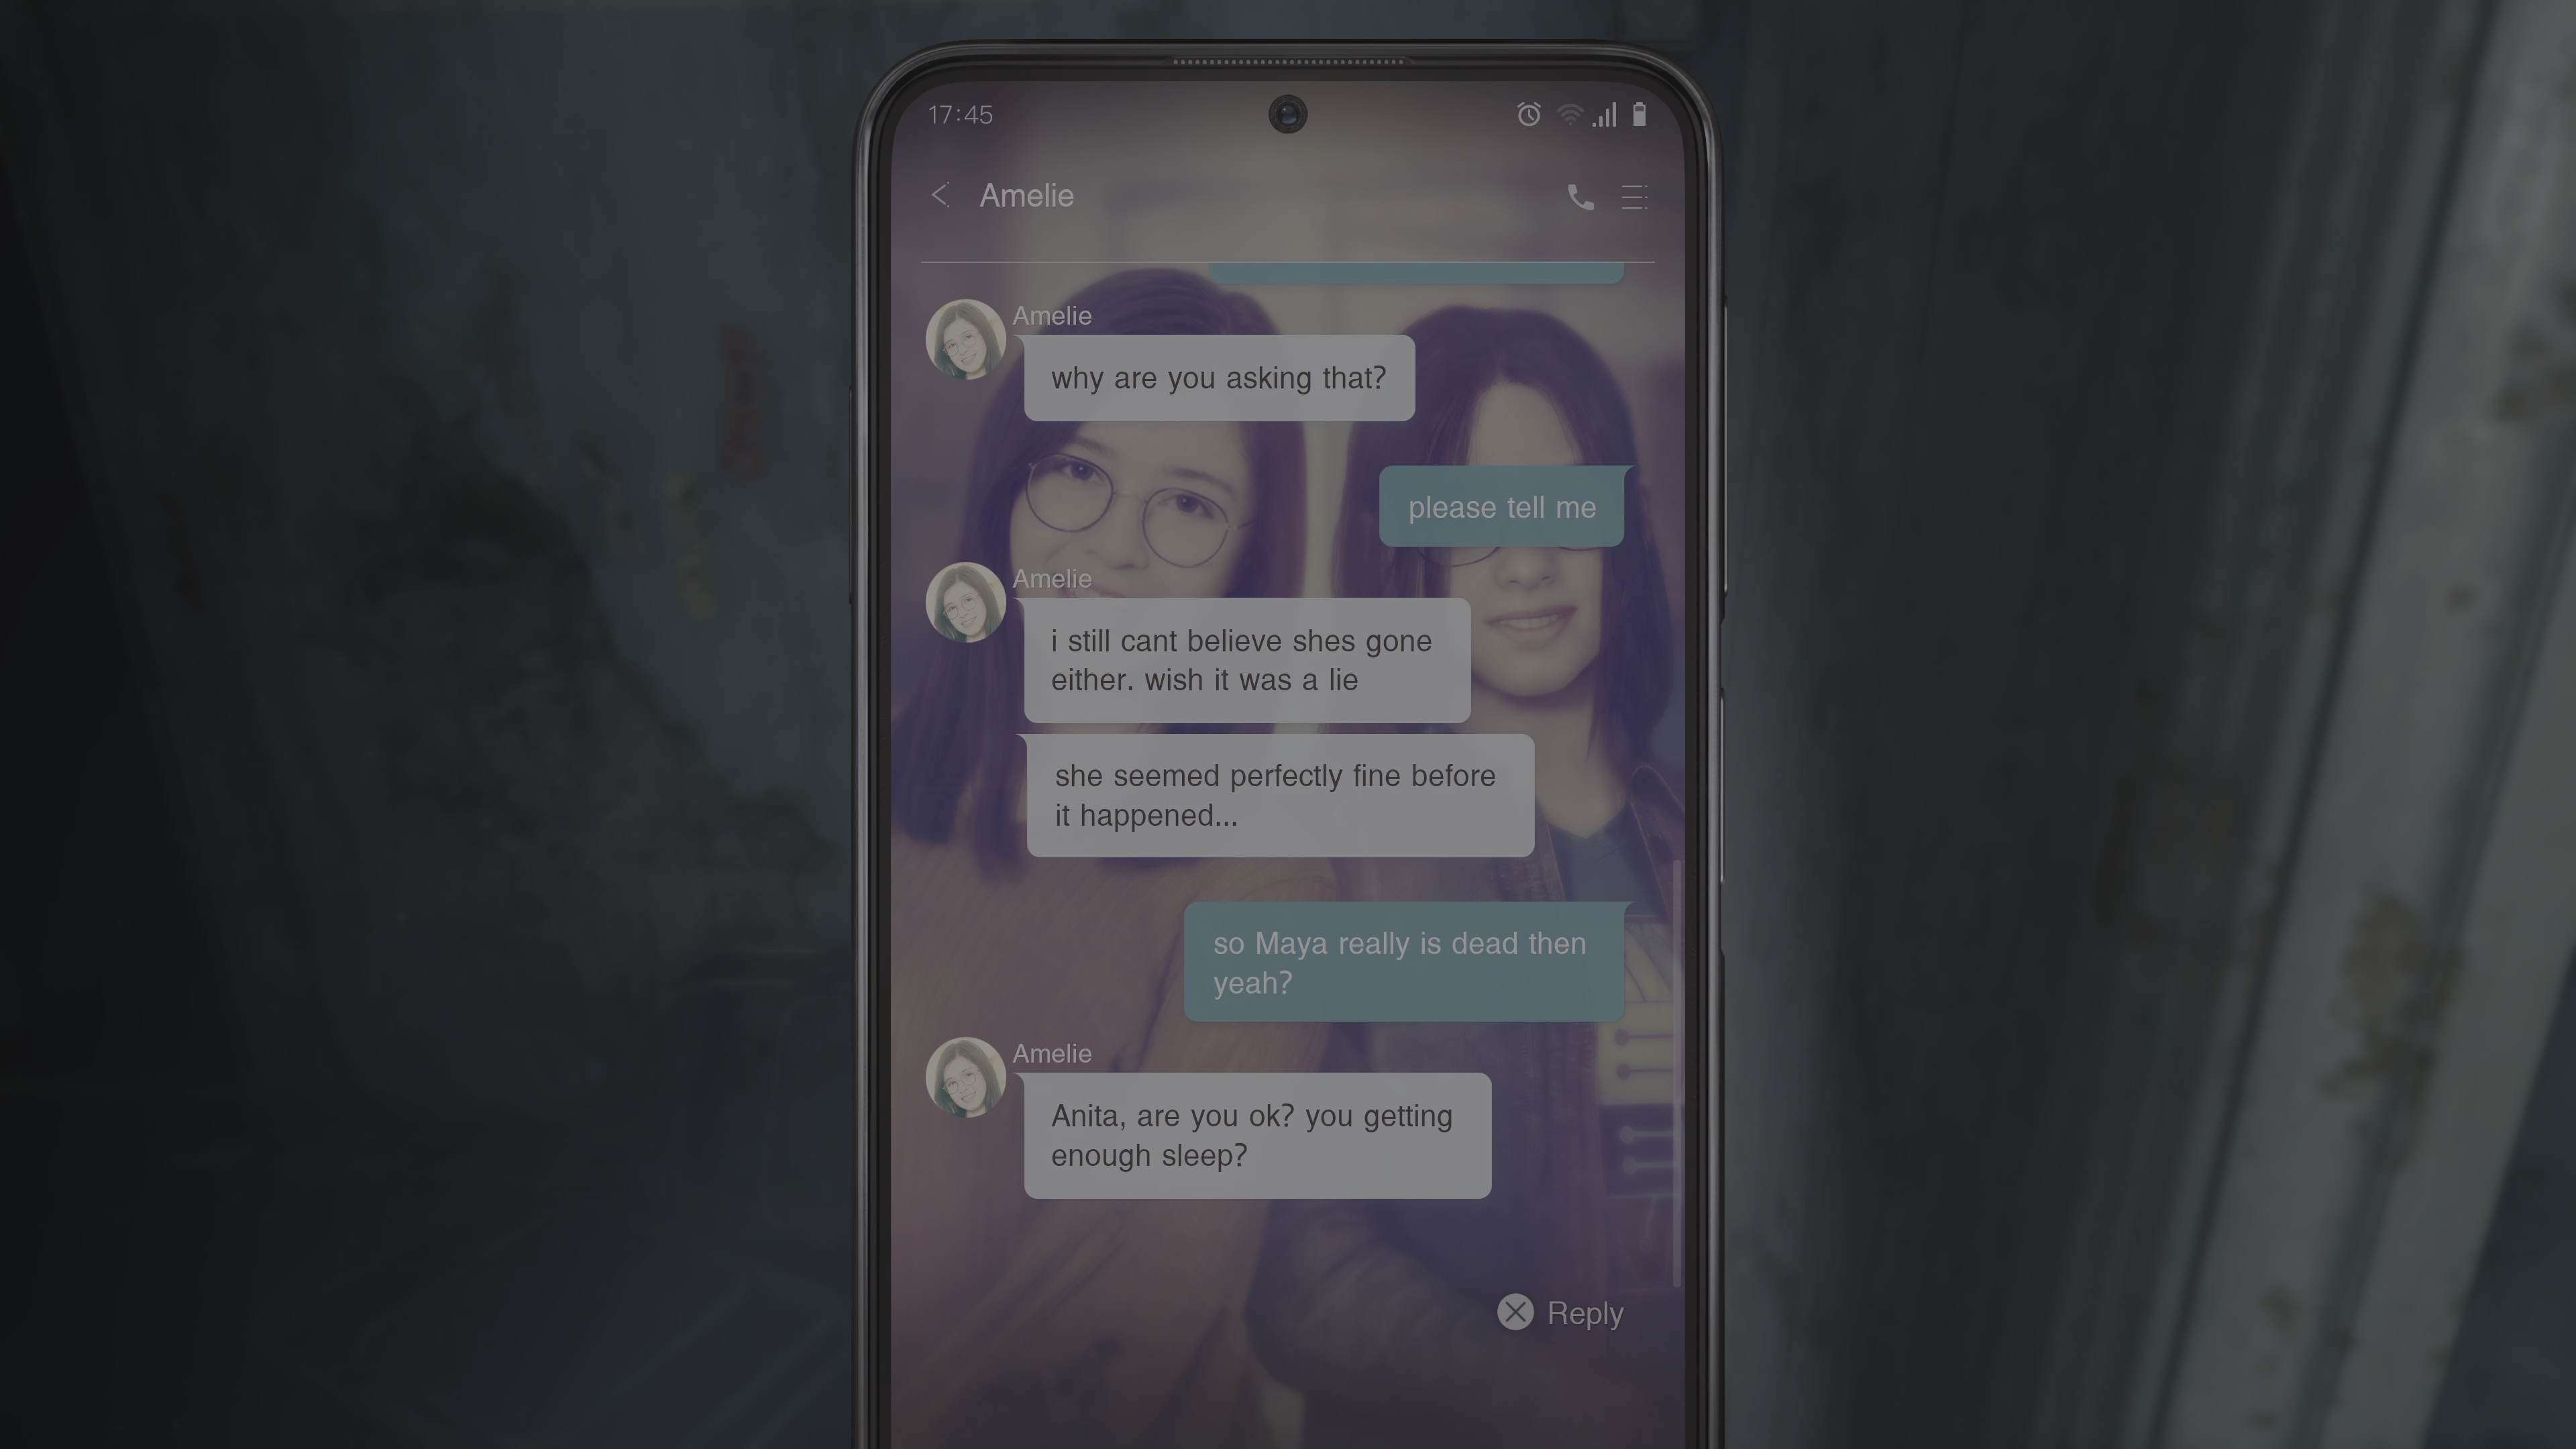 17:45
Amelie
Amelie
why are you asking that?
please tell me
Amelie
i still cant believe shes gone
either. wish it was a lie
she seemed perfectly fine before
it happened...
so Maya really is dead then
yeah?
Amelie
Anita, are you ok? you getting
enough sleep?
Reply